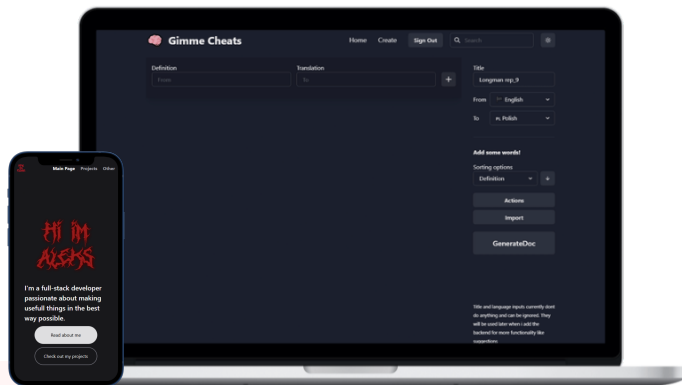 Gimme Cheats
Home Create Sign Out Search
Definition Translation
From To +
Title
Longman rep_9
From English
To Polish
Add some words!
Sorting options
Definition
Actions
Import
GenerateDoc
Title and language inputs currently dont
do anything and can be ignored. They
will be used later when i add the
backend for more functionality like
suggestions
Main Page Projects Other
Hi im
ALEKS
I'm a full-stack developer
passionate about making
usefull things in the best
way possible.
Read about me
Check out my projects